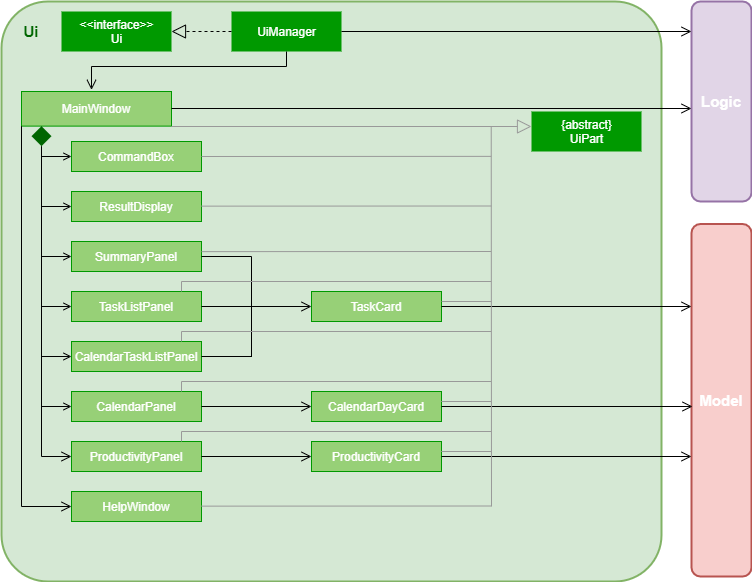 Ui
<<interface>>
Ui
UiManager
Logic
MainWindow
{abstract}
UiPart
CommandBox
ResultDisplay
SummaryPanel
TaskListPanel
TaskCard
CalendarTaskListPanel
CalendarPanel
CalendarDayCard
Model
ProductivityPanel
ProductivityCard
HelpWindow